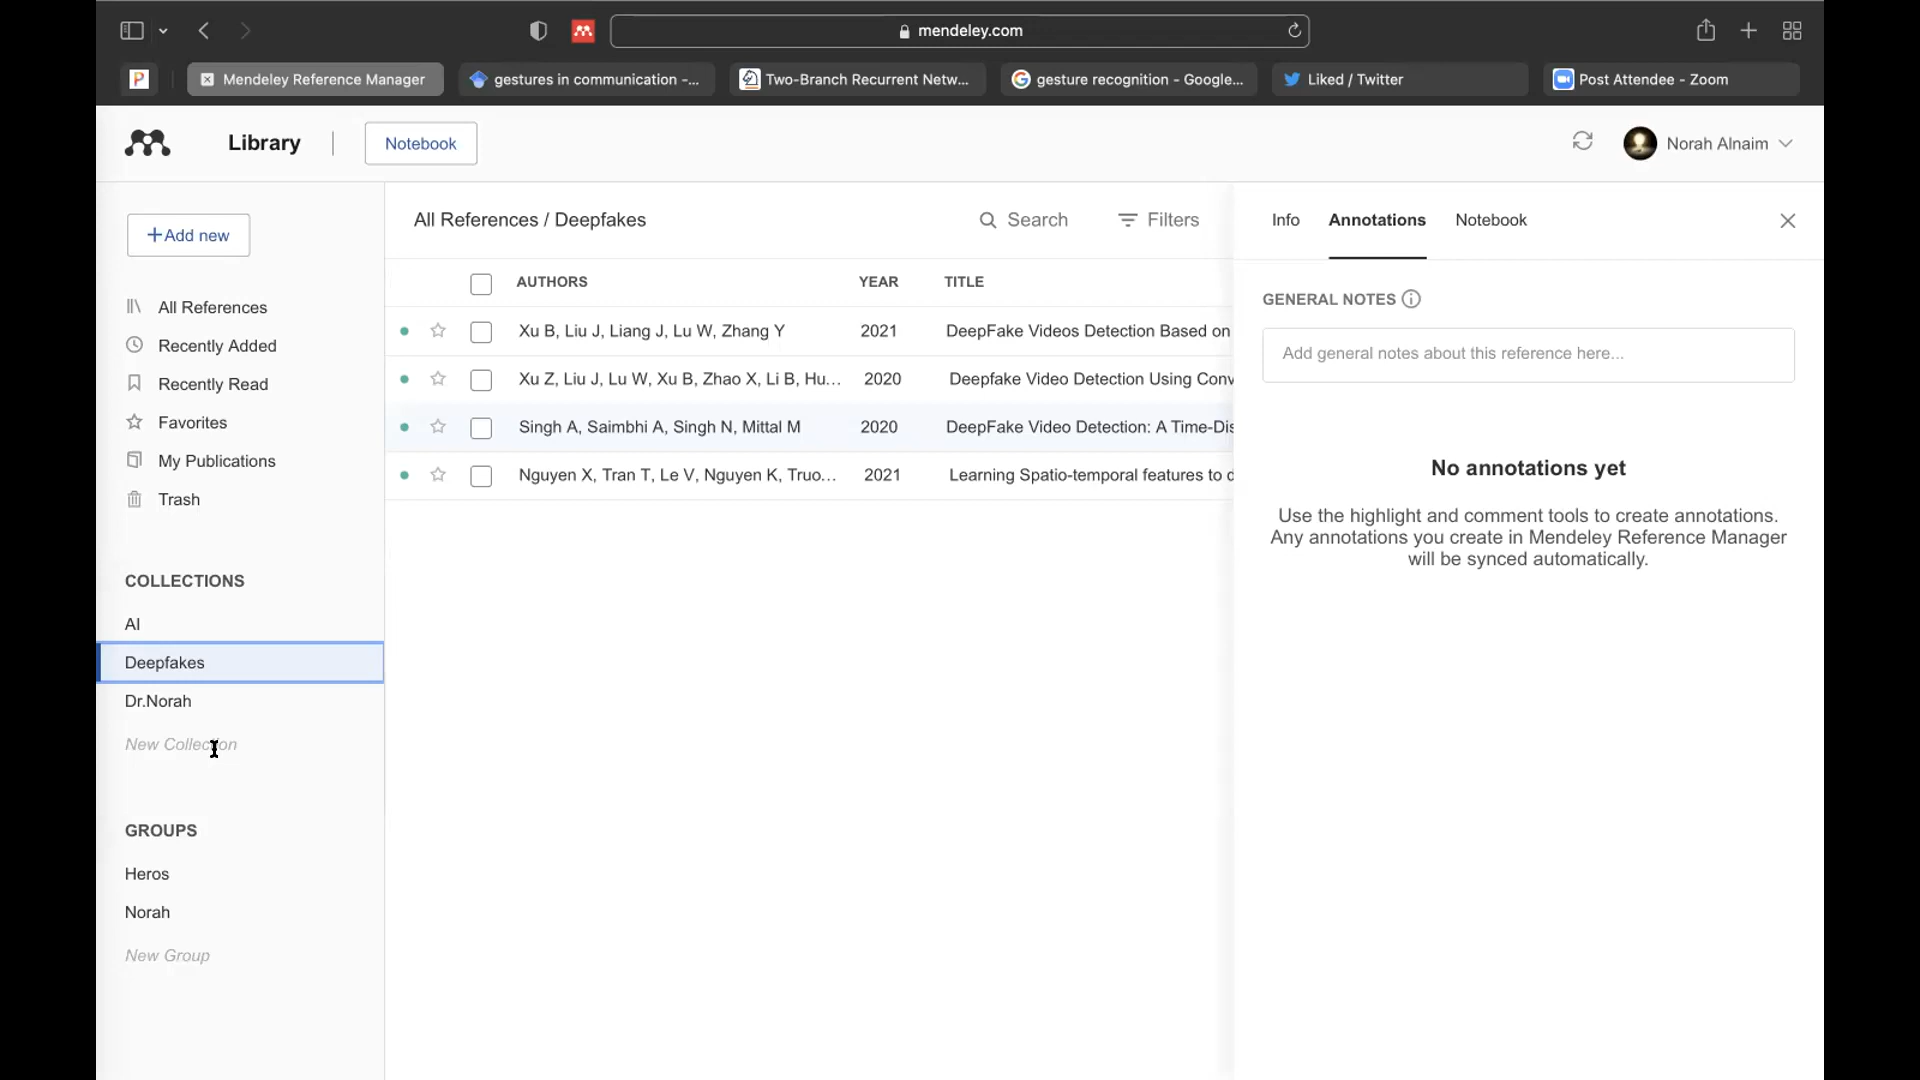 mendeley.com
P
Mendeley Reference Manager
gestures in communication -...
Two-Branch Recurrent Netw...
gesture recognition - Google...
Liked / Twitter
Post Attendee - Zoom
Library
Notebook
Norah Alnaim
+Add new
All References
Recently Added
Recently Read
Favorites
My Publications
Trash
COLLECTIONS
AI
Deepfakes
Dr.Norah
New Collection
GROUPS
Heros
Norah
New Group
All References / Deepfakes
Search
Filters
AUTHORS YEAR TITLE
Xu B, Liu J, Liang J, Lu W, Zhang Y 2021 DeepFake Videos Detection Based on
Xu Z, Liu J, Lu W, Xu B, Zhao X, Li B, Hu... 2020 Deepfake Video Detection Using Conv
Singh A, Saimbhi A, Singh N, Mittal M 2020 DeepFake Video Detection: A Time-Dis
Nguyen X, Tran T, Le V, Nguyen K, Truo... 2021 Learning Spatio-temporal features to d
Info
Annotations
Notebook
GENERAL NOTES
Add general notes about this reference here...
No annotations yet
Use the highlight and comment tools to create annotations.
Any annotations you create in Mendeley Reference Manager
will be synced automatically.